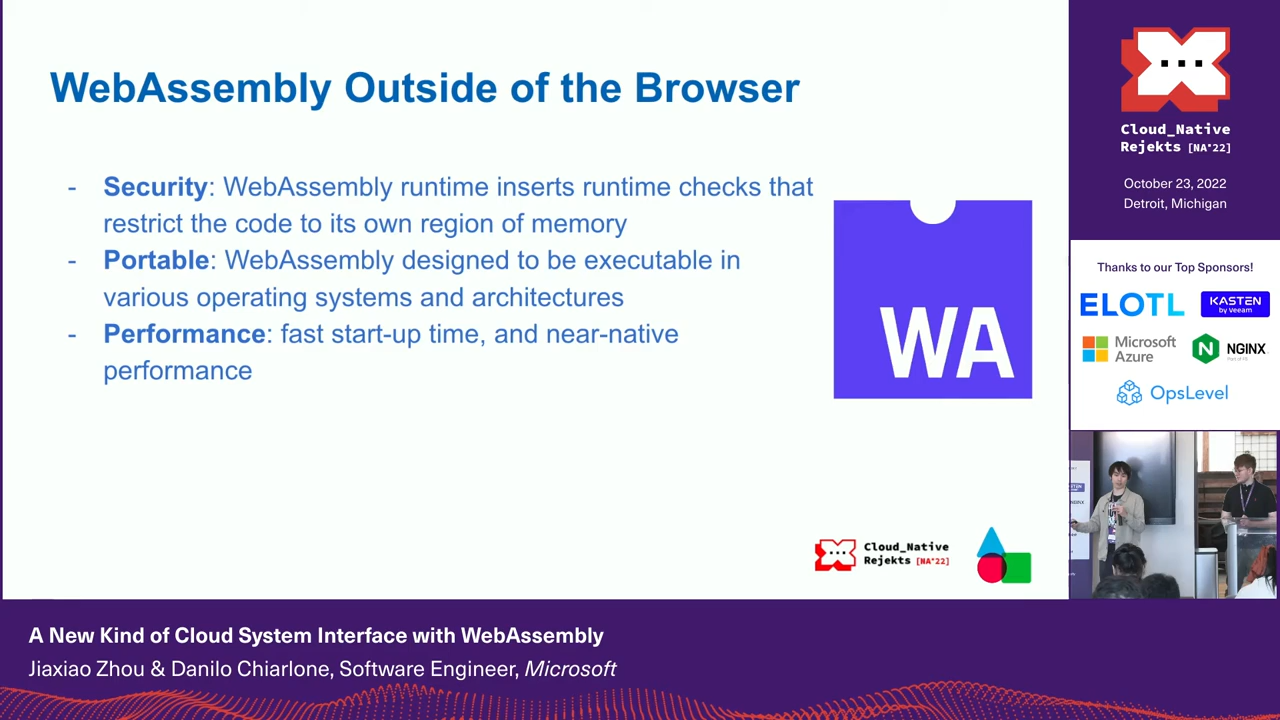 WebAssembly Outside of the Browser
- Security: WebAssembly runtime inserts runtime checks that
restrict the code to its own region of memory
- Portable: WebAssembly designed to be executable in
various operating systems and architectures
- Performance: fast start-up time, and near-native
performance
WA
Cloud_Native
Rejekts [NA'22]
Cloud_Native
Rejekts [NA'22]
October 23, 2022
Detroit, Michigan
Thanks to our Top Sponsors!
ELOTL
KASTEN
by Veeam
Microsoft
Azure
N
NGINX
Part of F5
OpsLevel
A New Kind of Cloud System Interface with WebAssembly
Jiaxiao Zhou & Danilo Chiarlone, Software Engineer, Microsoft